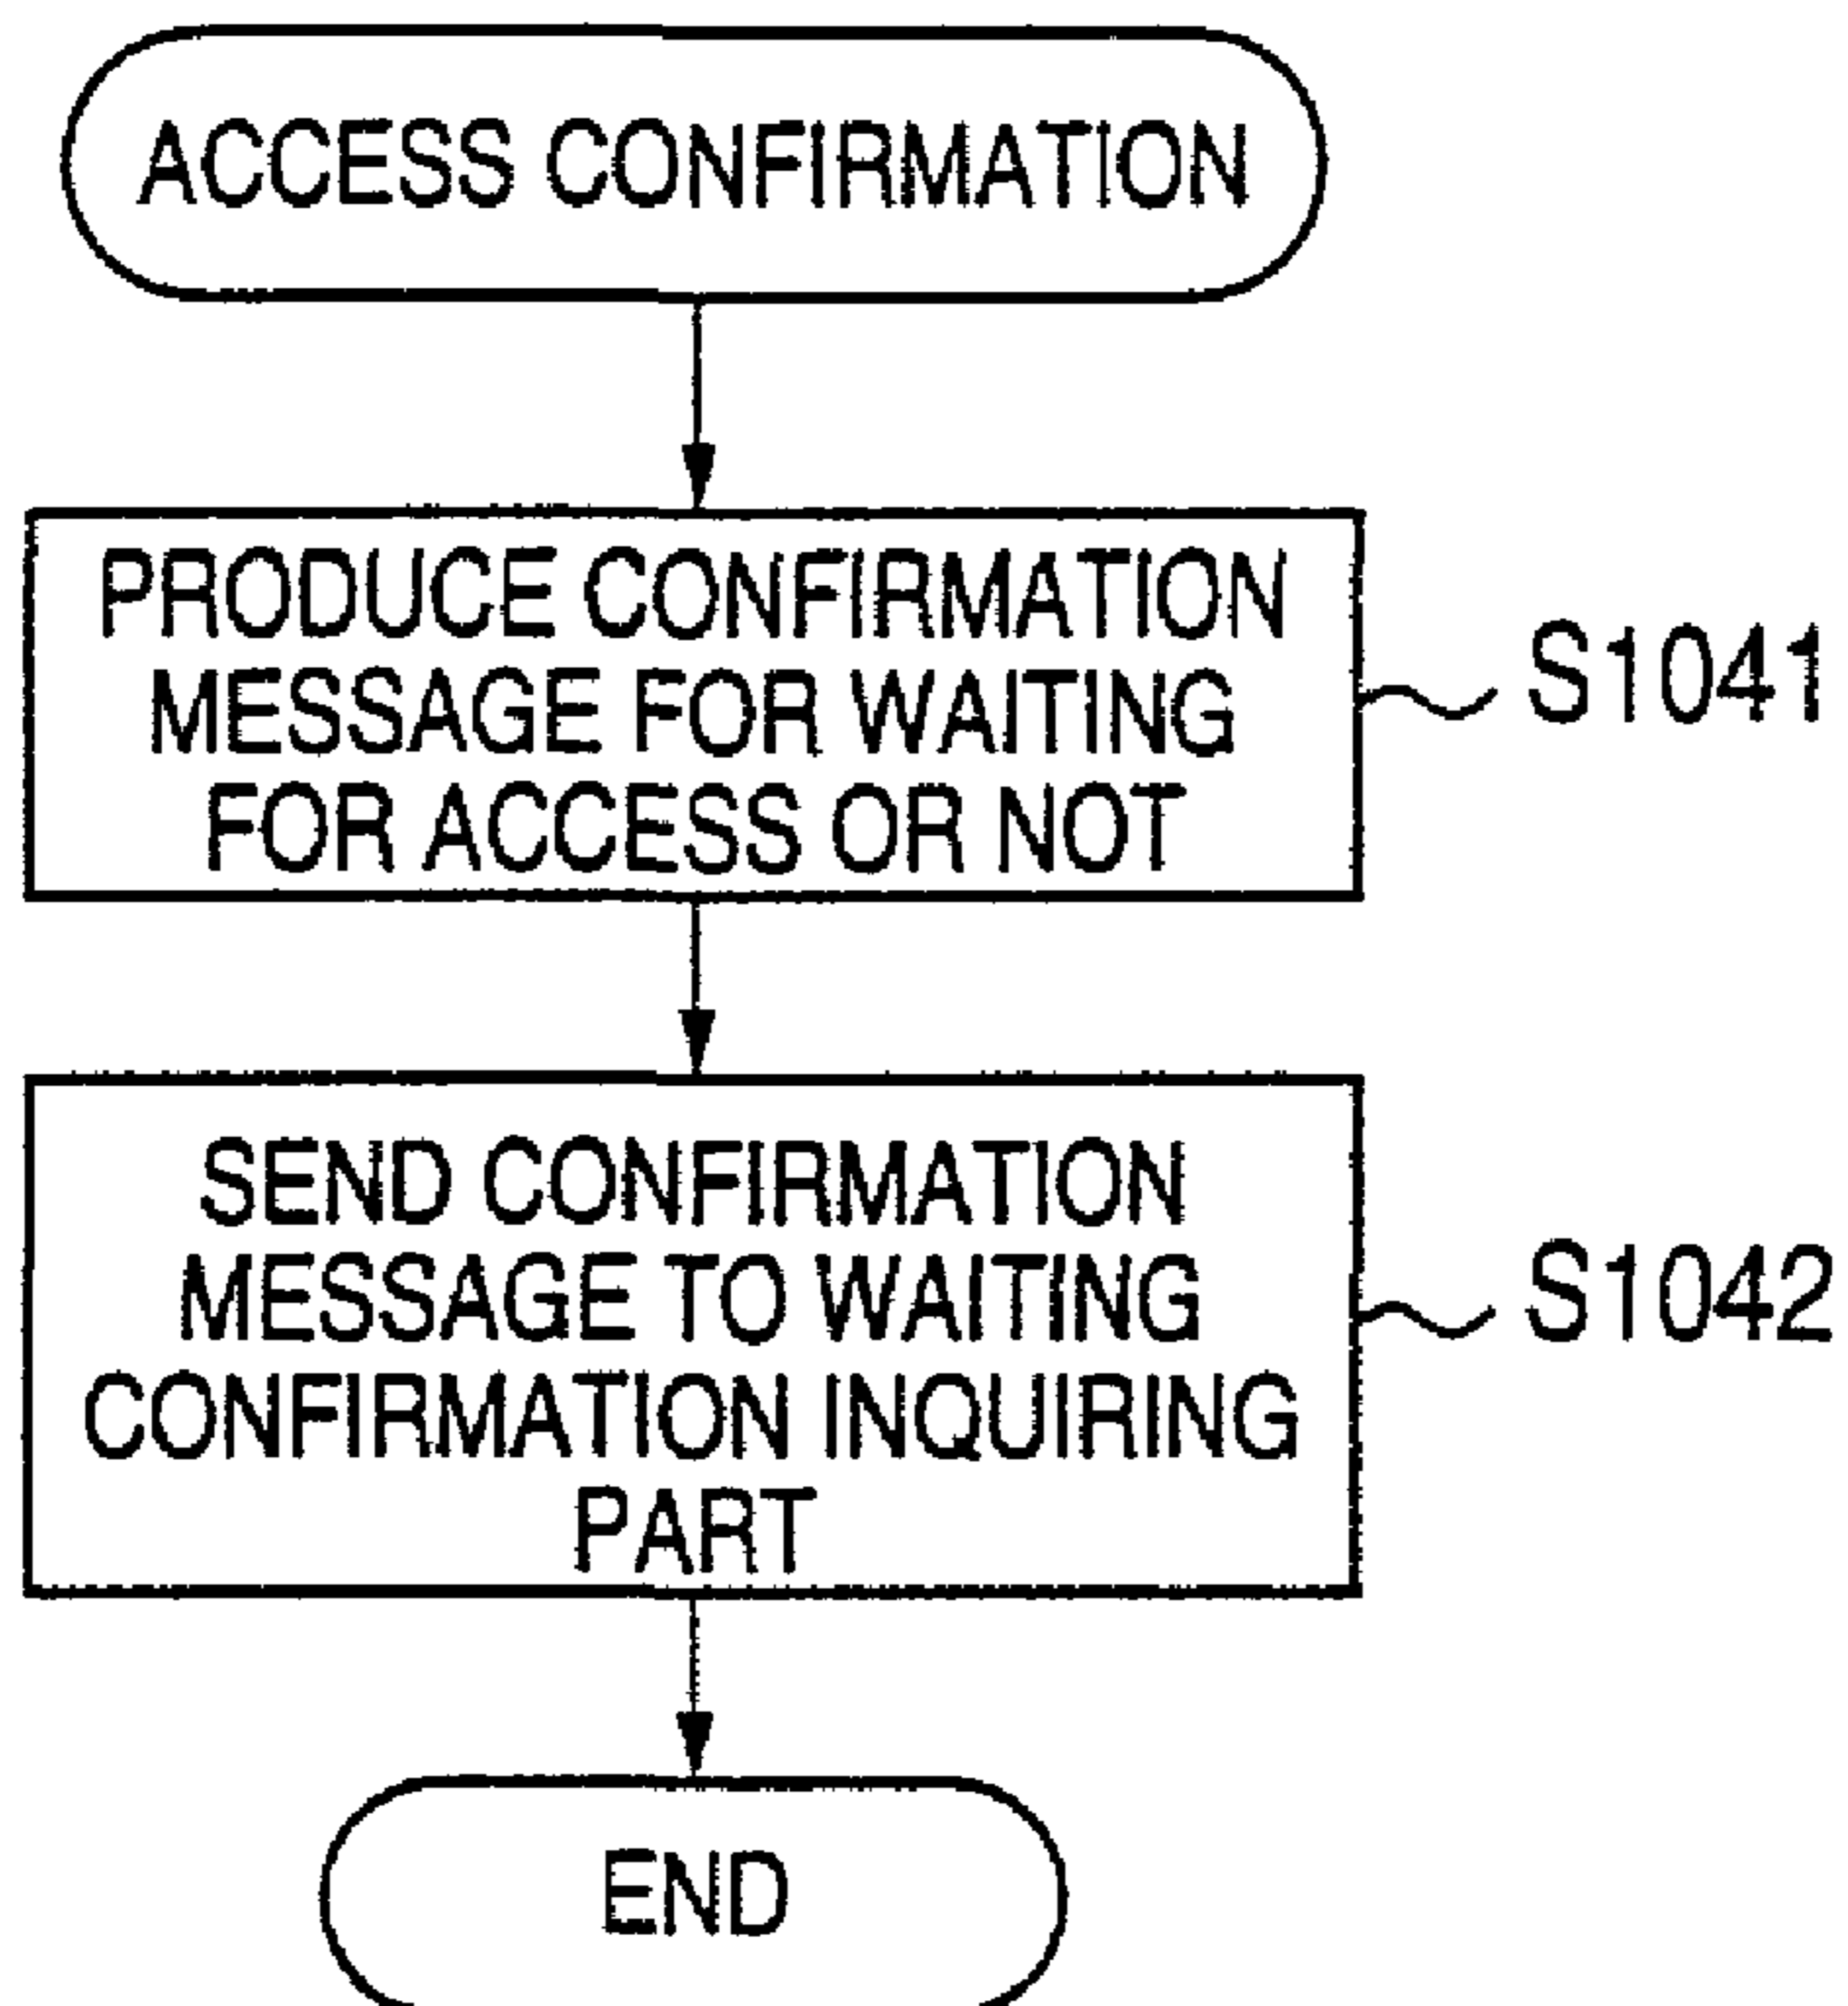 ACCESS CONFIRMATION
PRODUCE CONFIRMATION
MESSAGE FOR WAITING
FOR ACCESS OR NOT
S1041
SEND CONFIRMATION
MESSAGE TO WAITING
CONFIRMATION INQUIRING
PART
S1042
END